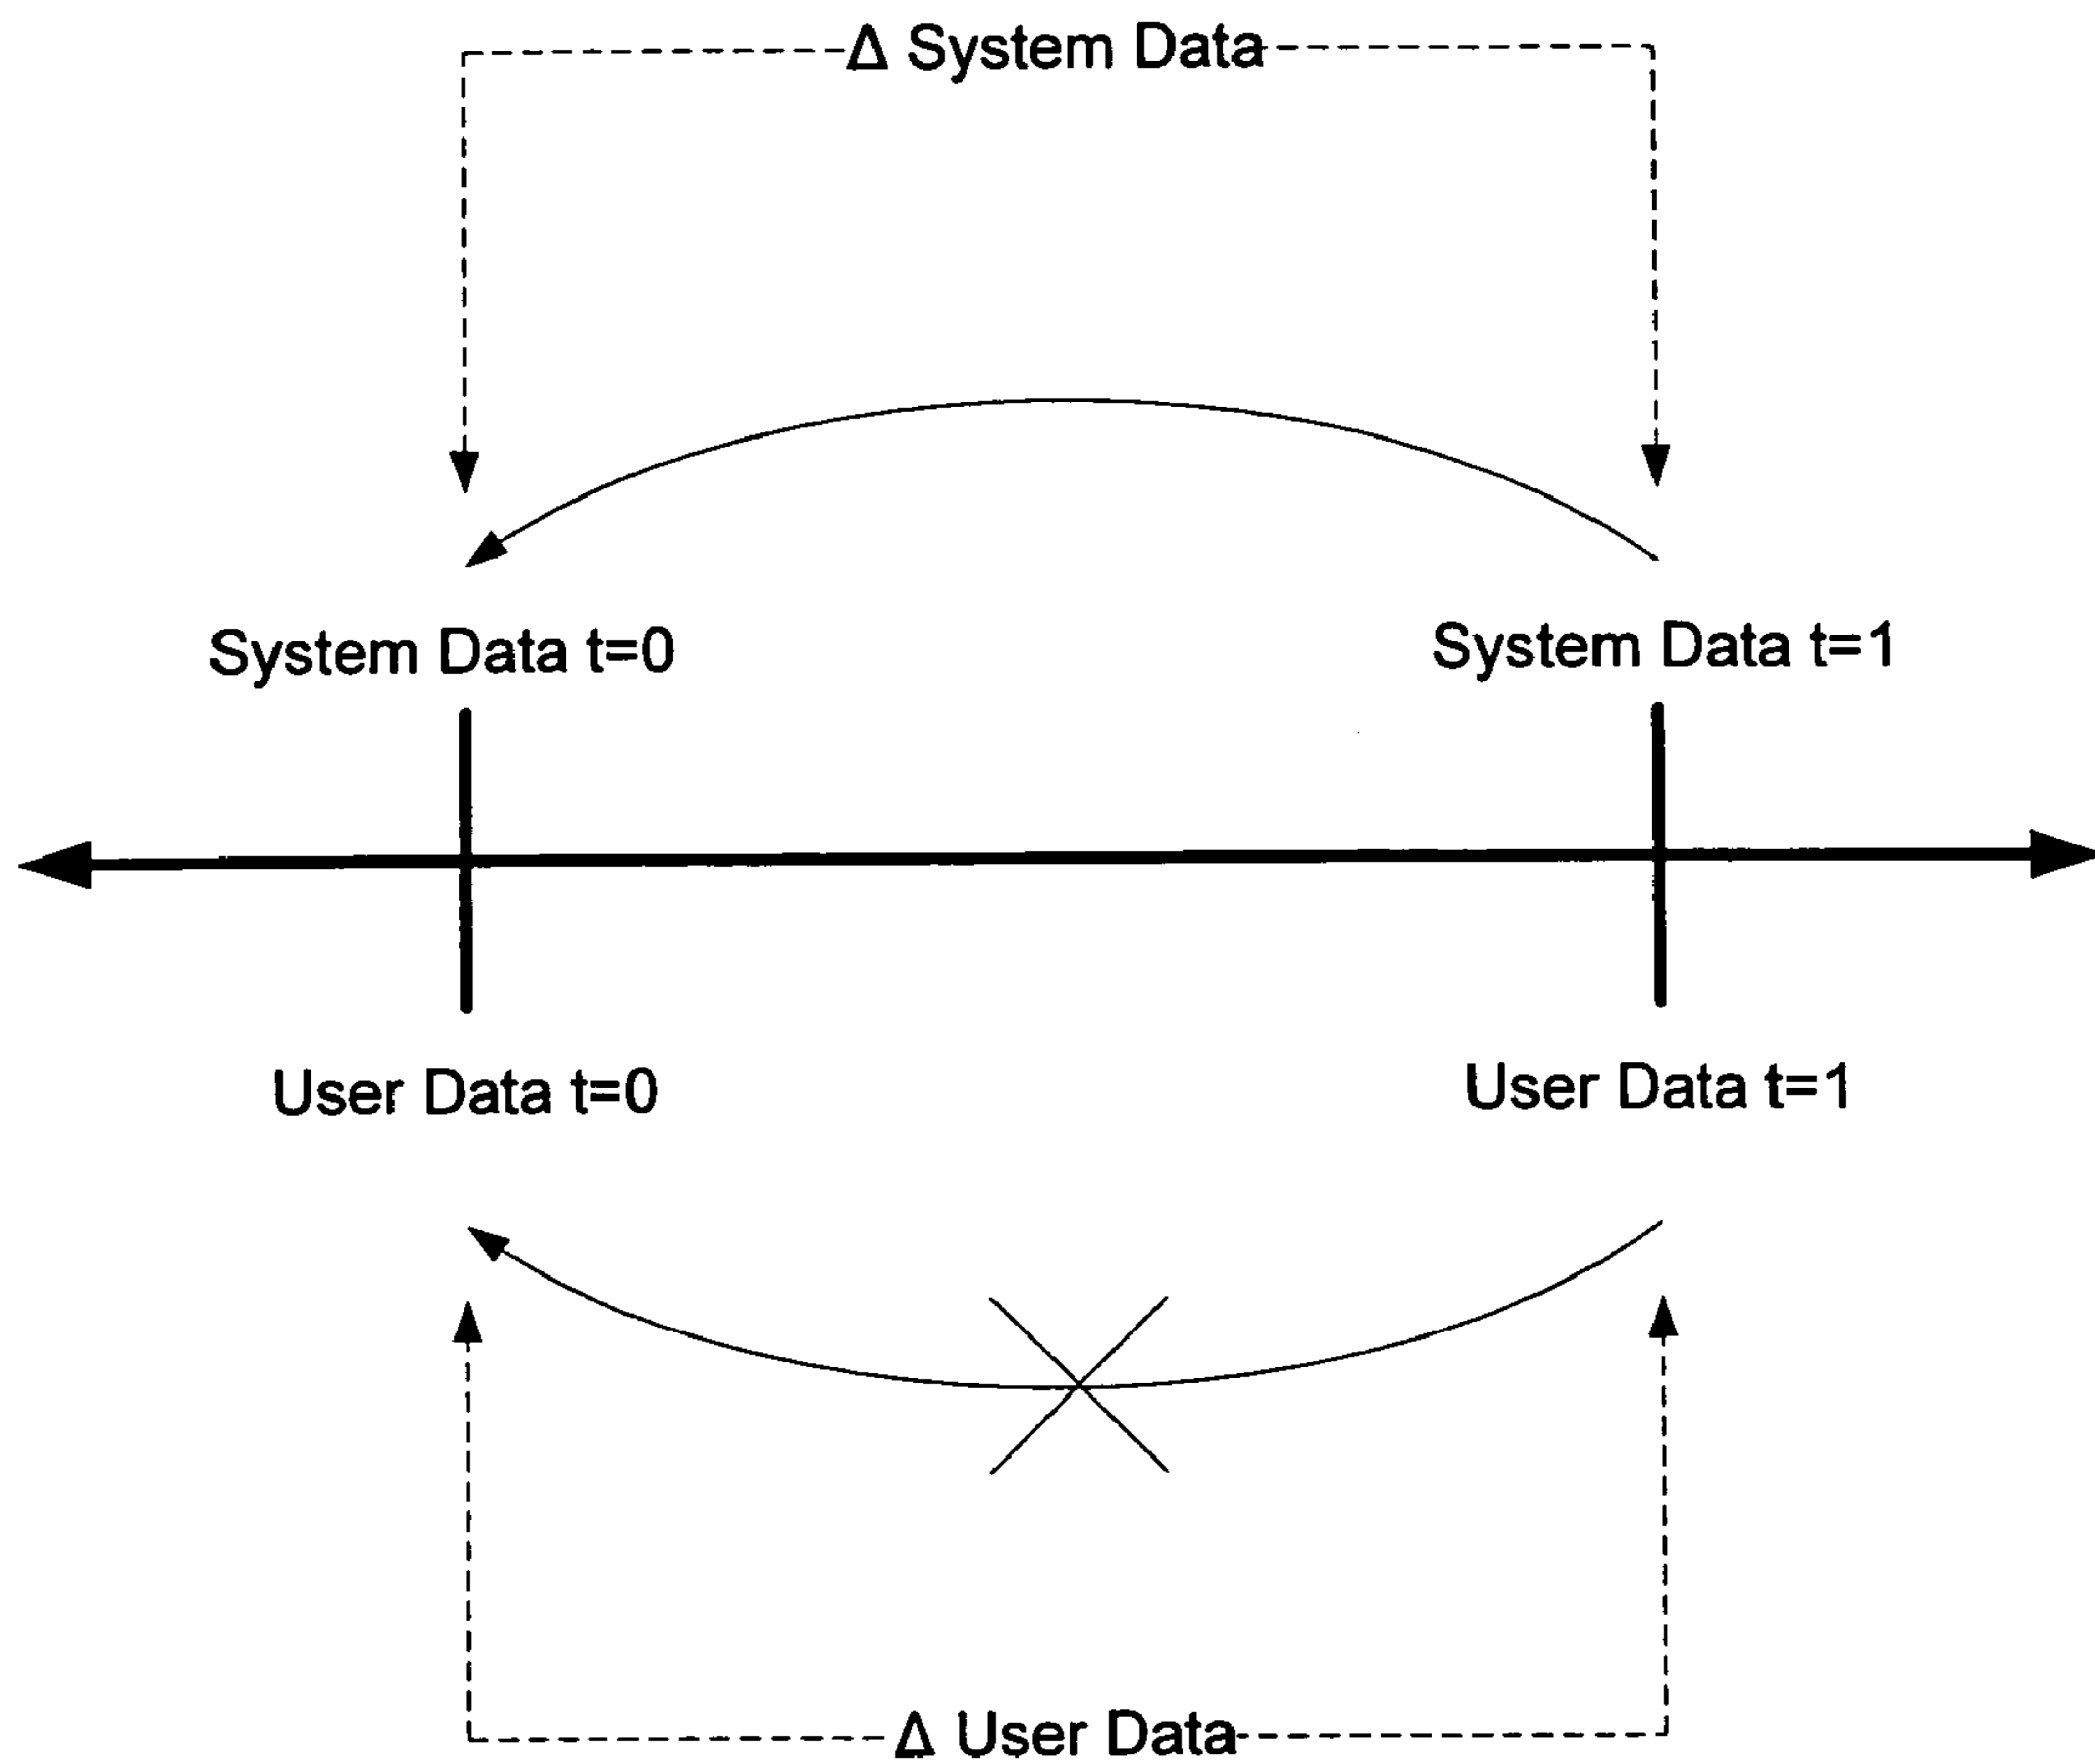 Δ System Data
System Data t=0
System Data t=1
User Data t=0
User Data t=1
Δ User Data